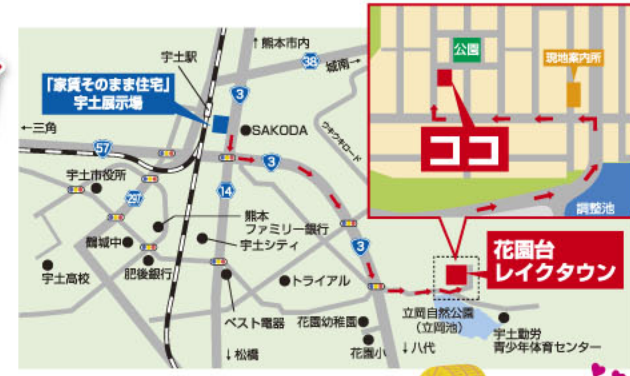 ↑熊本市内
宇土駅
38
城南→
「家賃そのまま住宅」
宇土展示場
3
●SAKODA
ウキウキロード
←三角
57
3
宇土市役所
14
297
熊本
ファミリー銀行
鶴城中
宇土シティ
3
宇土高校
肥後銀行
トライアル
ベスト電器
花園幼稚園
↓松橋
花園小
↓八代
立岡自然公園
(立岡池)
宇土勤労
青少年体育センター
公園
現地案内所
ココ
調整池
花園台
レイクタウン